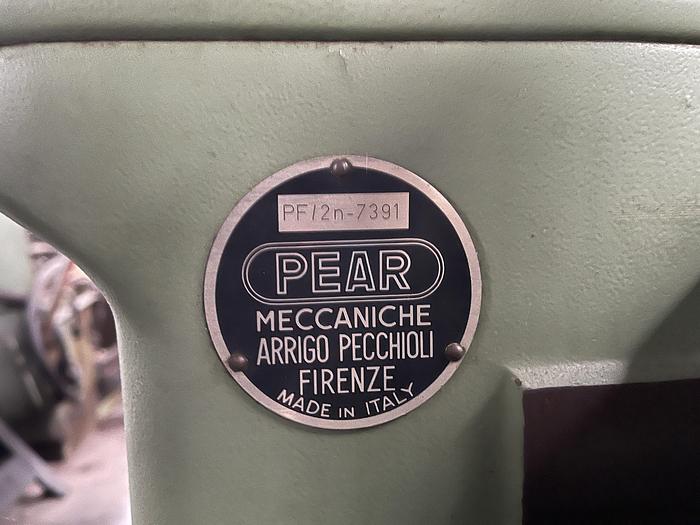 PF/2n-7391
PEAR
MECCANICHE
ARRIGO PECCHIOLI
FIRENZE
MADE IN ITALY